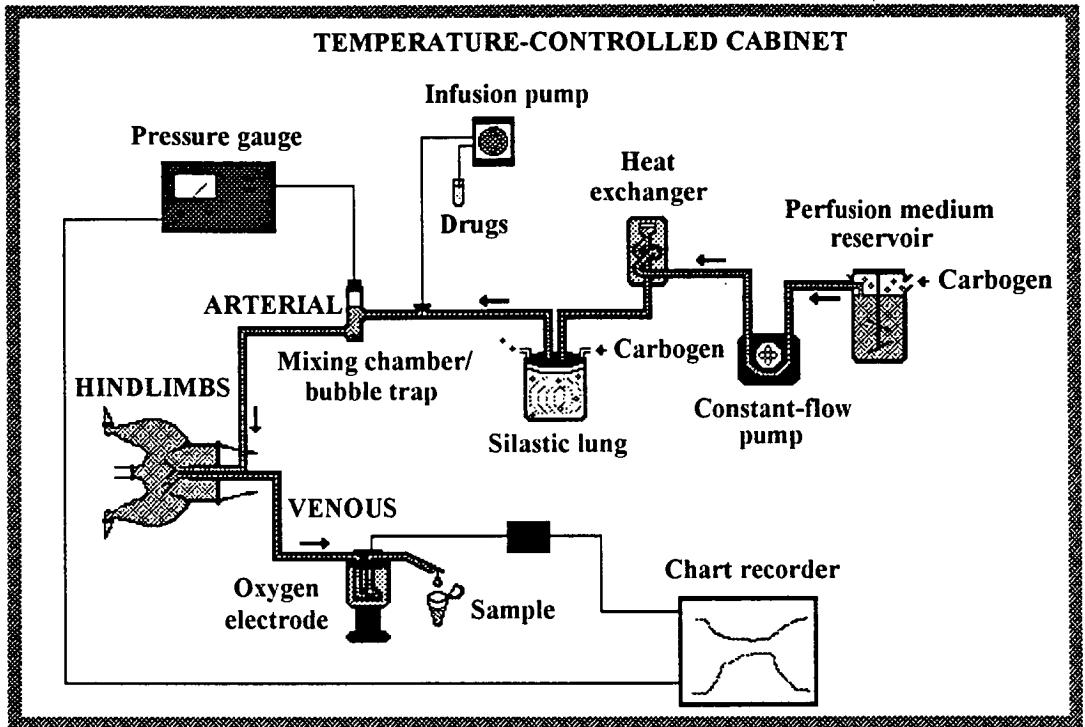 TEMPERATURE-CONTROLLED CABINET
Infusion pump
Pressure gauge
Heat
exchanger
Drugs
Perfusion medium
reservoir
Carbogen
ARTERIAL
Mixing chamber/
bubble trap
Carbogen
HINDLIMBS
Silastic lung
Constant-flow
pump
VENOUS
Oxygen
electrode
Sample
Chart recorder